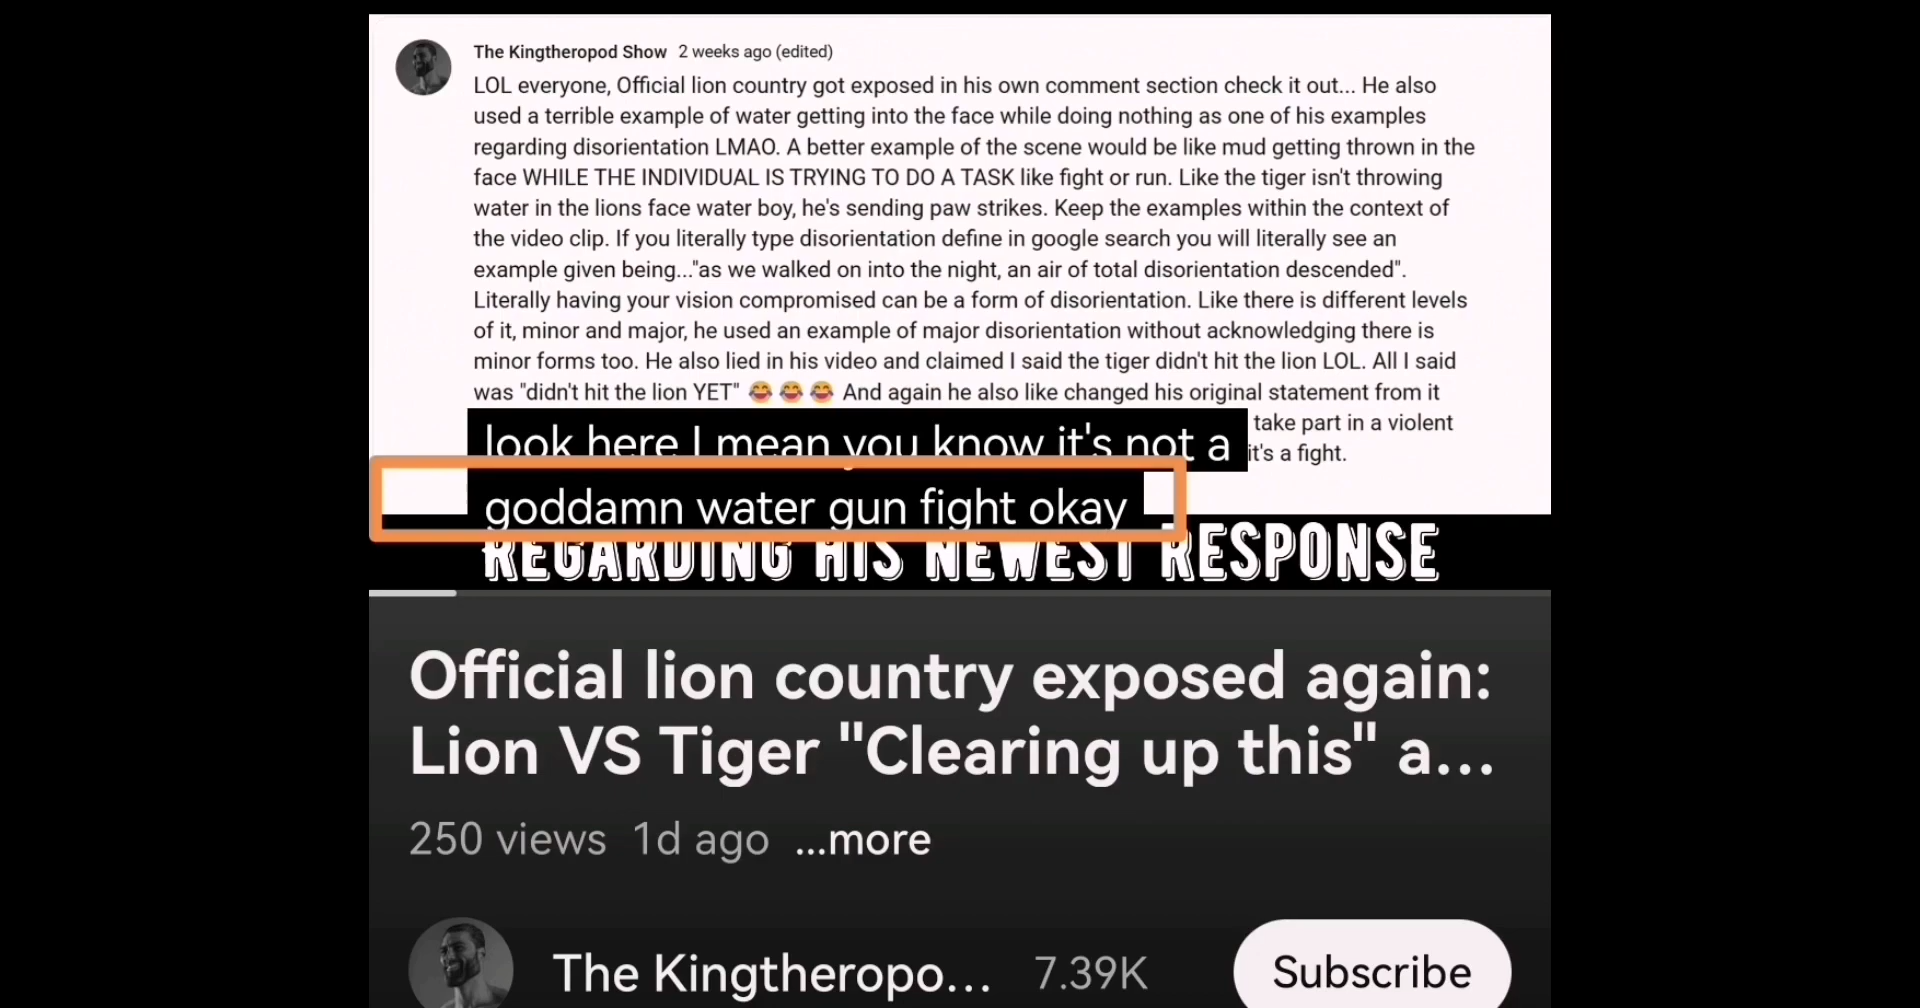 The Kingtheropod Show 2 weeks ago (edited)
LOL everyone, Official lion country got exposed in his own comment section check it out... He also
used a terrible example of water getting into the face while doing nothing as one of his examples
regarding disorientation LMAO. A better example of the scene would be like mud getting thrown in the
face WHILE THE INDIVIDUAL IS TRYING TO DO A TASK like fight or run. Like the tiger isn't throwing
water in the lions face water boy, he's sending paw strikes. Keep the examples within the context of
the video clip. If you literally type disorientation define in google search you will literally see an
example given being..."as we walked on into the night, an air of total disorientation descended".
Literally having your vision compromised can be a form of disorientation. Like there is different levels
of it, minor and major, he used an example of major disorientation without acknowledging there is
minor forms too. He also lied in his video and claimed I said the tiger didn't hit the lion LOL. All I said
was "didn't hit the lion YET" 😂 😂 😂 And again he also like changed his original statement from it
take part in a violent
look here I mean you know it's not a
it's a fight.
goddamn water gun fight okay
REGARDING HIS NEWEST RESPONSE
Official lion country exposed again:
Lion VS Tiger "Clearing up this" a...
250 views 1d ago ...more
The Kingtheropo... 7.39K Subscribe